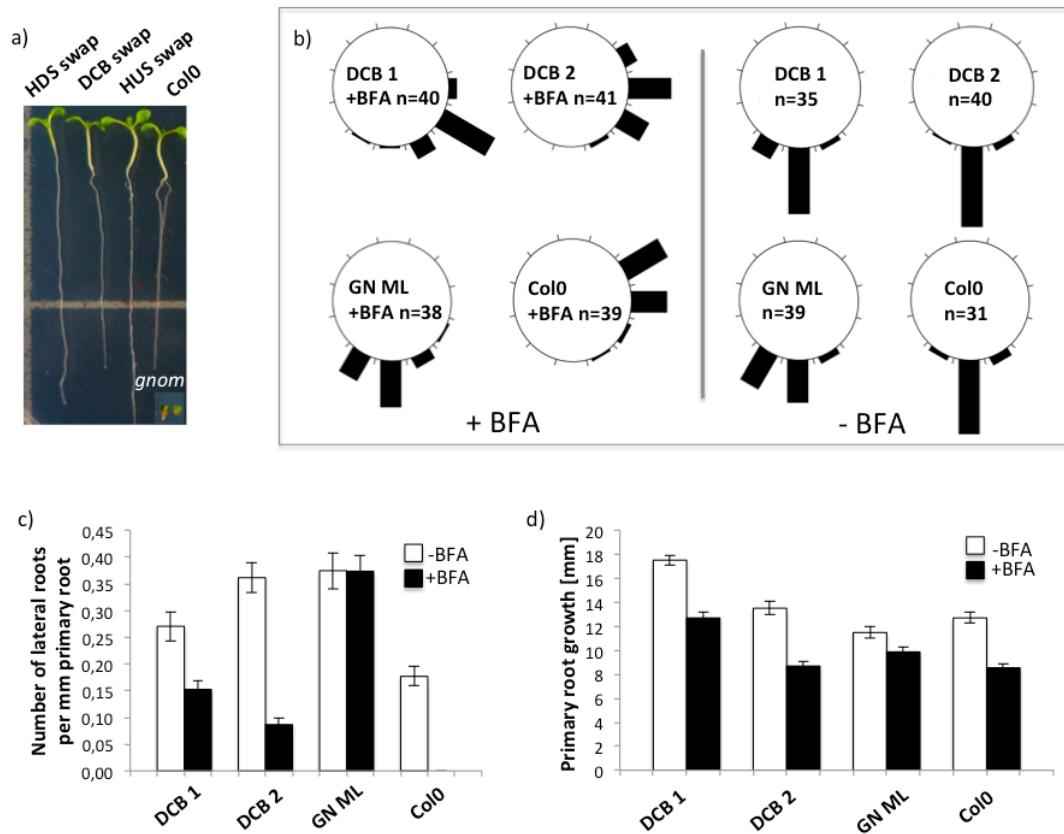 a)
HDS swap
DCB swap
HUS swap
Col0
gnom
b)
DCB 1
+BFA n=40
DCB 2
+BFA n=41
DCB 1
n=35
DCB 2
n=40
GN ML
+BFA n=38
Col0
+BFA n=39
GN ML
n=39
Col0
n=31
+ BFA
- BFA
c)
Number of lateral roots
per mm primary root
0,45
0,40
0,35
0,30
0,25
0,20
0,15
0,10
0,05
0,00
-BFA
+BFA
DCB 1
DCB 2
GN ML
Col0
d)
Primary root growth [mm]
20
18
16
14
12
10
8
6
4
2
0
-BFA
+BFA
DCB 1
DCB 2
GN ML
Col0